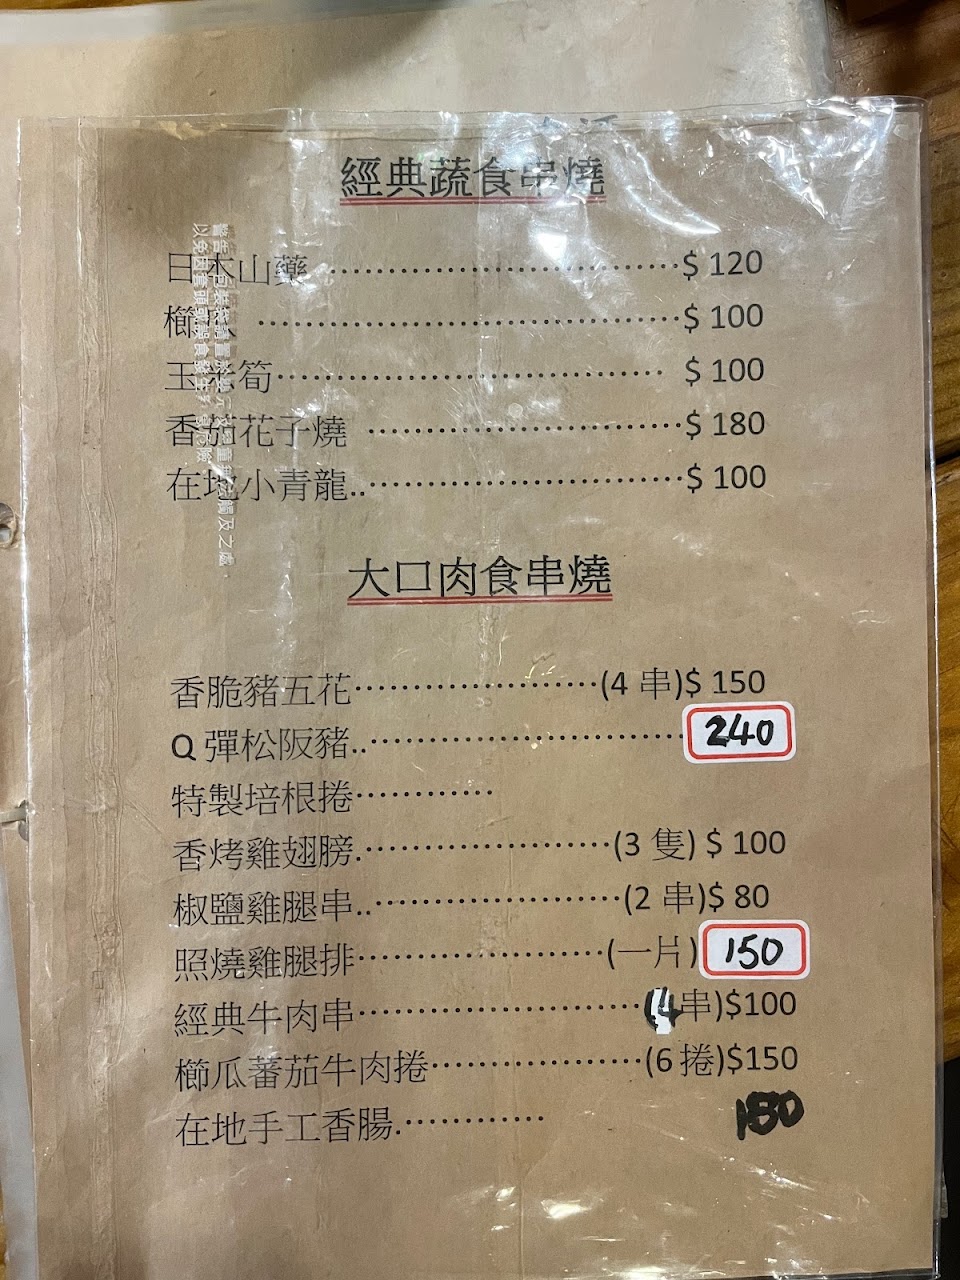 經典蔬食串燒
日本山藥 ··· $ 120
櫛瓜 ··· $ 100
玉米筍 ··· $ 100
香茄花子燒 ··· $ 180
在地小青龍 ··· $ 100
大口肉食串燒
香脆豬五花 ··· (4 串)$ 150
Q 彈松阪豬 ··· 240
特製培根捲 ···
香烤雞翅膀 ··· (3 隻) $ 100
椒鹽雞腿串 ··· (2 串)$ 80
照燒雞腿排 ··· (一片) 150
經典牛肉串 ··· (4串)$100
櫛瓜蕃茄牛肉捲 ··· (6 捲)$150
在地手工香腸 ···